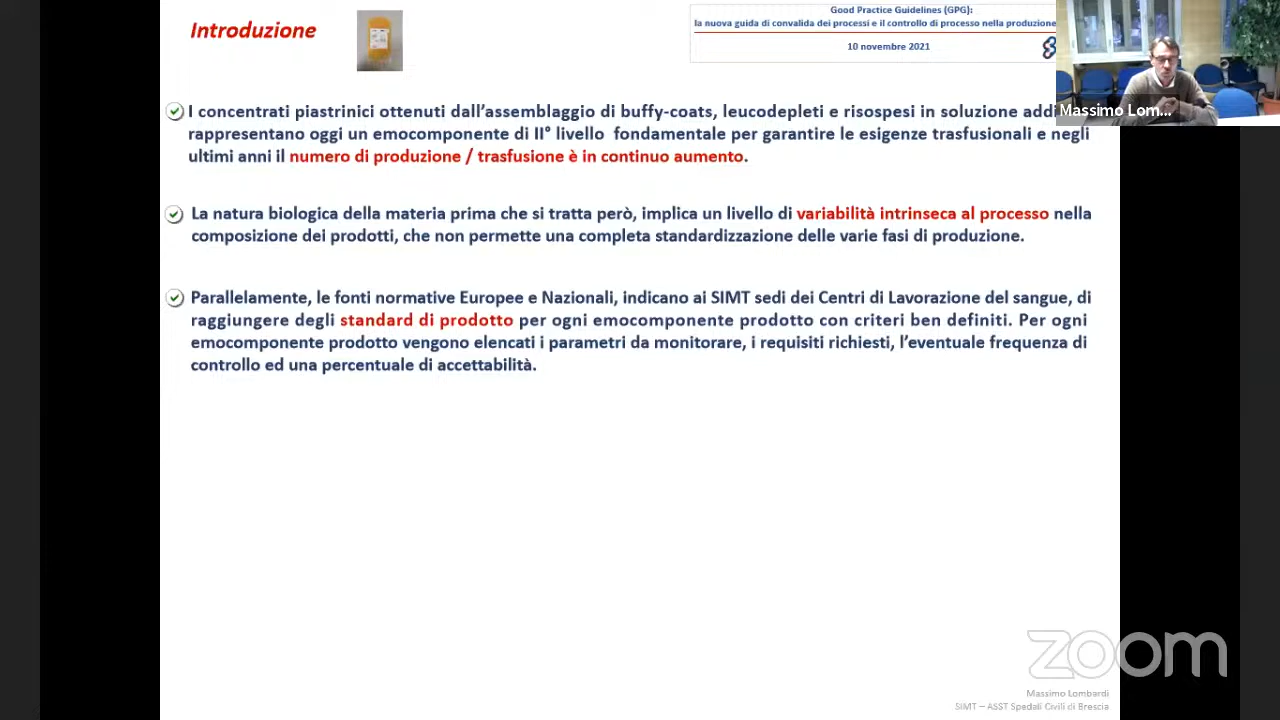 Introduzione
Good Practice Guidelines (GPG):
la nuova guida di convalida dei processi e il controllo di processo nella produzione
10 novembre 2021
Massimo Lom...
I concentrati piastrinici ottenuti dall'assemblaggio di buffy-coats, leucodepleti e risospesi in soluzione
rappresentano oggi un emocomponente di II° livello fondamentale per garantire le esigenze trasfusionali e negli
ultimi anni il numero di produzione / trasfusione è in continuo aumento.
La natura biologica della materia prima che si tratta però, implica un livello di variabilità intrinseca al processo nella
composizione dei prodotti, che non permette una completa standardizzazione delle varie fasi di produzione.
Parallelamente, le fonti normative Europee e Nazionali, indicano ai SIMT sedi dei Centri di Lavorazione del sangue, di
raggiungere degli standard di prodotto per ogni emocomponente prodotto con criteri ben definiti. Per ogni
emocomponente prodotto vengono elencati i parametri da monitorare, i requisiti richiesti, l'eventuale frequenza di
controllo ed una percentuale di accettabilità.
zoom
Massimo Lombardi
SIMT – ASST Spedali Civili di Brescia